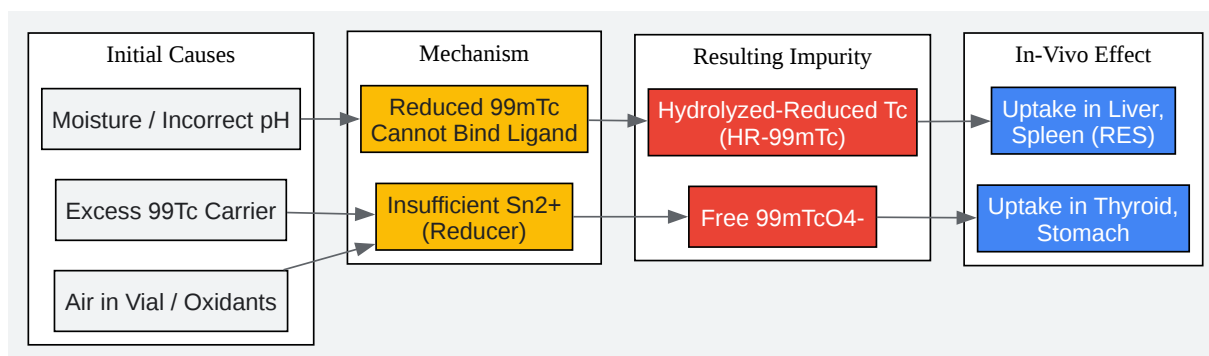 Initial Causes
Moisture / Incorrect pH
Excess 99Tc Carrier
Air in Vial / Oxidants
Mechanism
Reduced 99mTc
Cannot Bind Ligand
Insufficient Sn2+
(Reducer)
Resulting Impurity
Hydrolyzed-Reduced Tc
(HR-99mTc)
Free 99mTcO4-
In-Vivo Effect
Uptake in Liver,
Spleen (RES)
Uptake in Thyroid,
Stomach